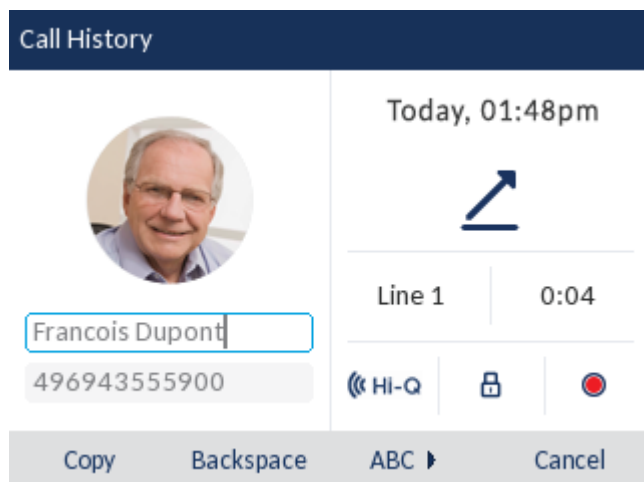 Call History
Today, 01:48pm
Line 1
0:04
Francois Dupont
496943555900
Hi-Q
Copy
Backspace
ABC
Cancel